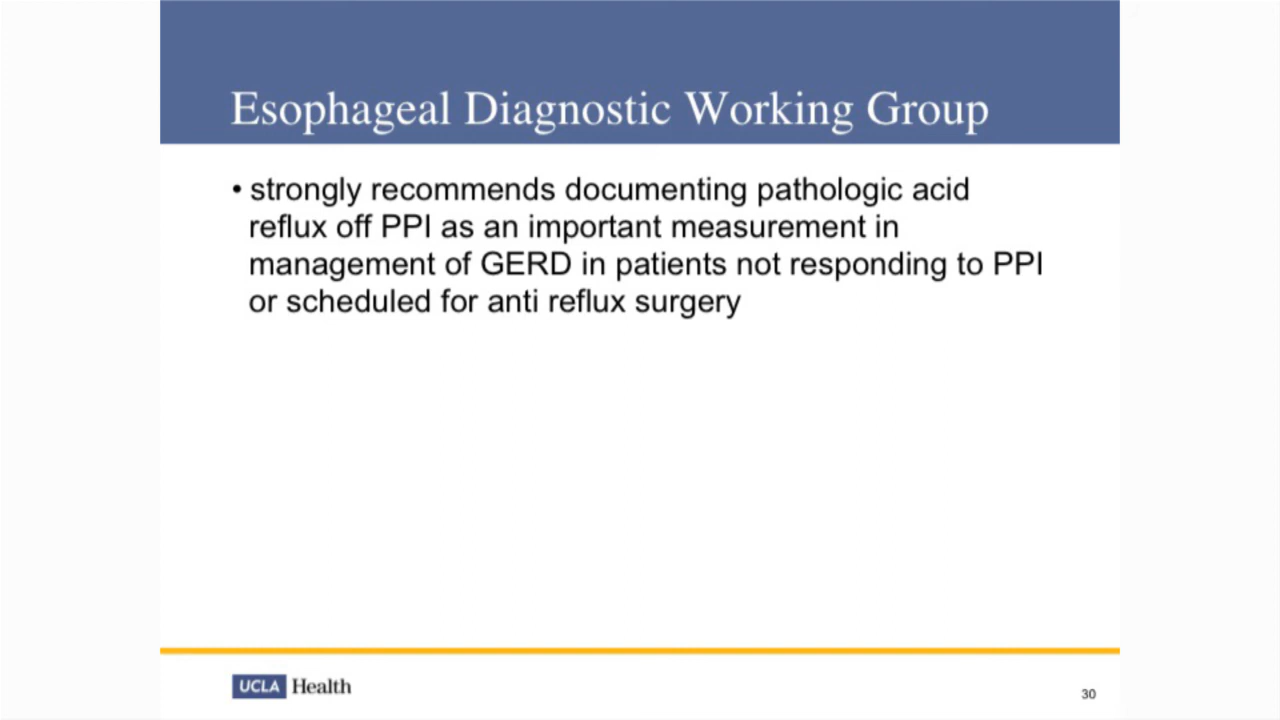 Esophageal Diagnostic Working Group
• strongly recommends documenting pathologic acid
reflux off PPI as an important measurement in
management of GERD in patients not responding to PPI
or scheduled for anti reflux surgery
UCLA Health
30